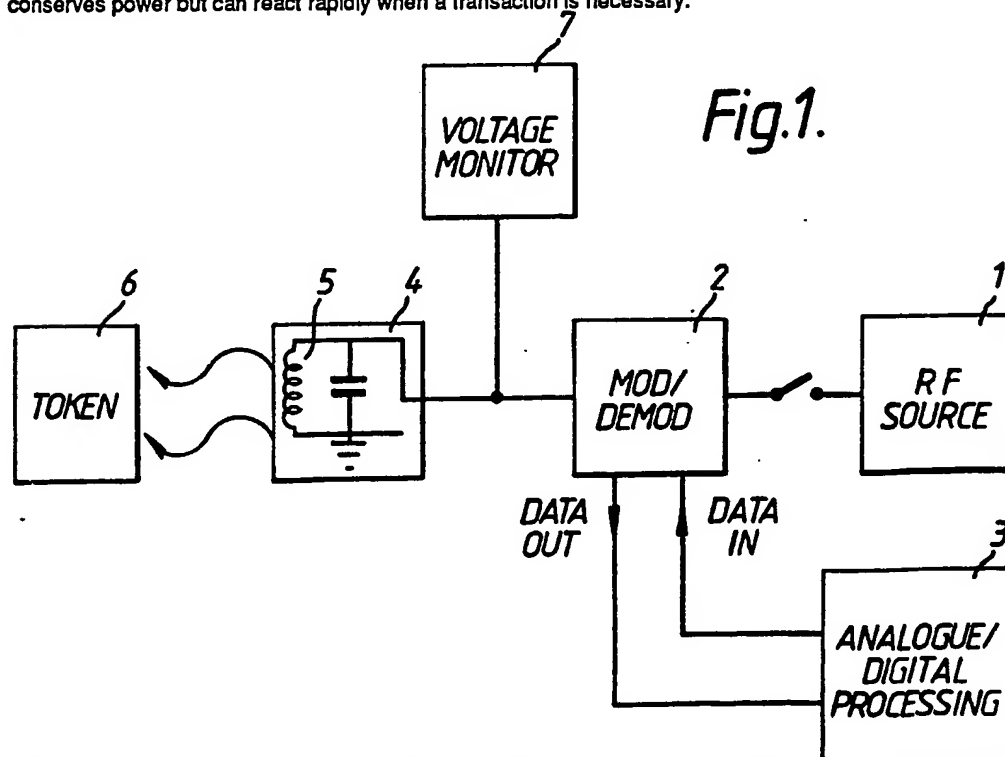 conserves power but can react rapidly when a transaction is necessary.
7
Fig.1.
VOLTAGE
MONITOR
6
5
4
2
1
TOKEN
MOD/
DEMOD
RF
SOURCE
DATA
OUT
DATA
IN
3
ANALOGUE/
DIGITAL
PROCESSING